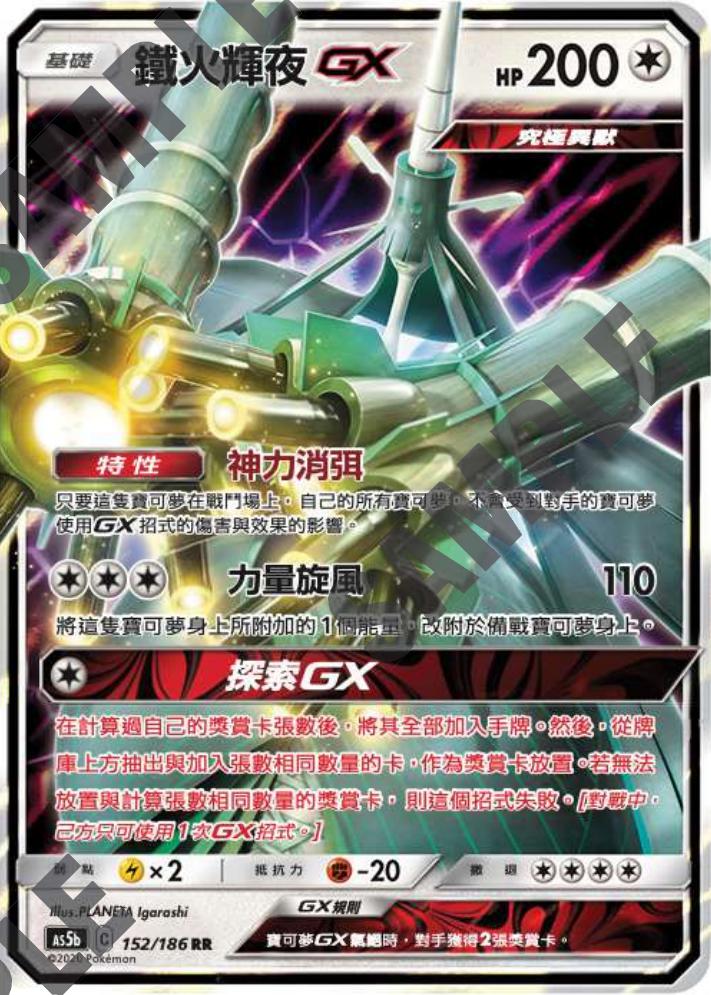 基礎 鐵火輝夜GX HP 200
究極異獸
SAMPLE
SAMPLE
特性 神力消弭
只要這隻寶可夢在戰鬥場上,自己的所有寶可夢,不會受到對手的寶可夢
使用GX招式的傷害與效果的影響。
力量旋風 110
將這隻寶可夢身上所附加的1個能量,改附於備戰寶可夢身上。
探索GX
在計算過自己的獎賞卡張數後,將其全部加入手牌。然後,從牌
庫上方抽出與加入張數相同數量的卡,作為獎賞卡放置。若無法
放置與計算張數相同數量的獎賞卡,則這個招式失敗。[對戰中,
己方只可使用1次GX招式。]
弱點 ×2 抵抗力 -20 撤退
Illus.PLANETA Igarashi
GX規則
AS5b C 152/186 RR
寶可夢GX氣絕時,對手獲得2張獎賞卡。
©2020 Pokémon